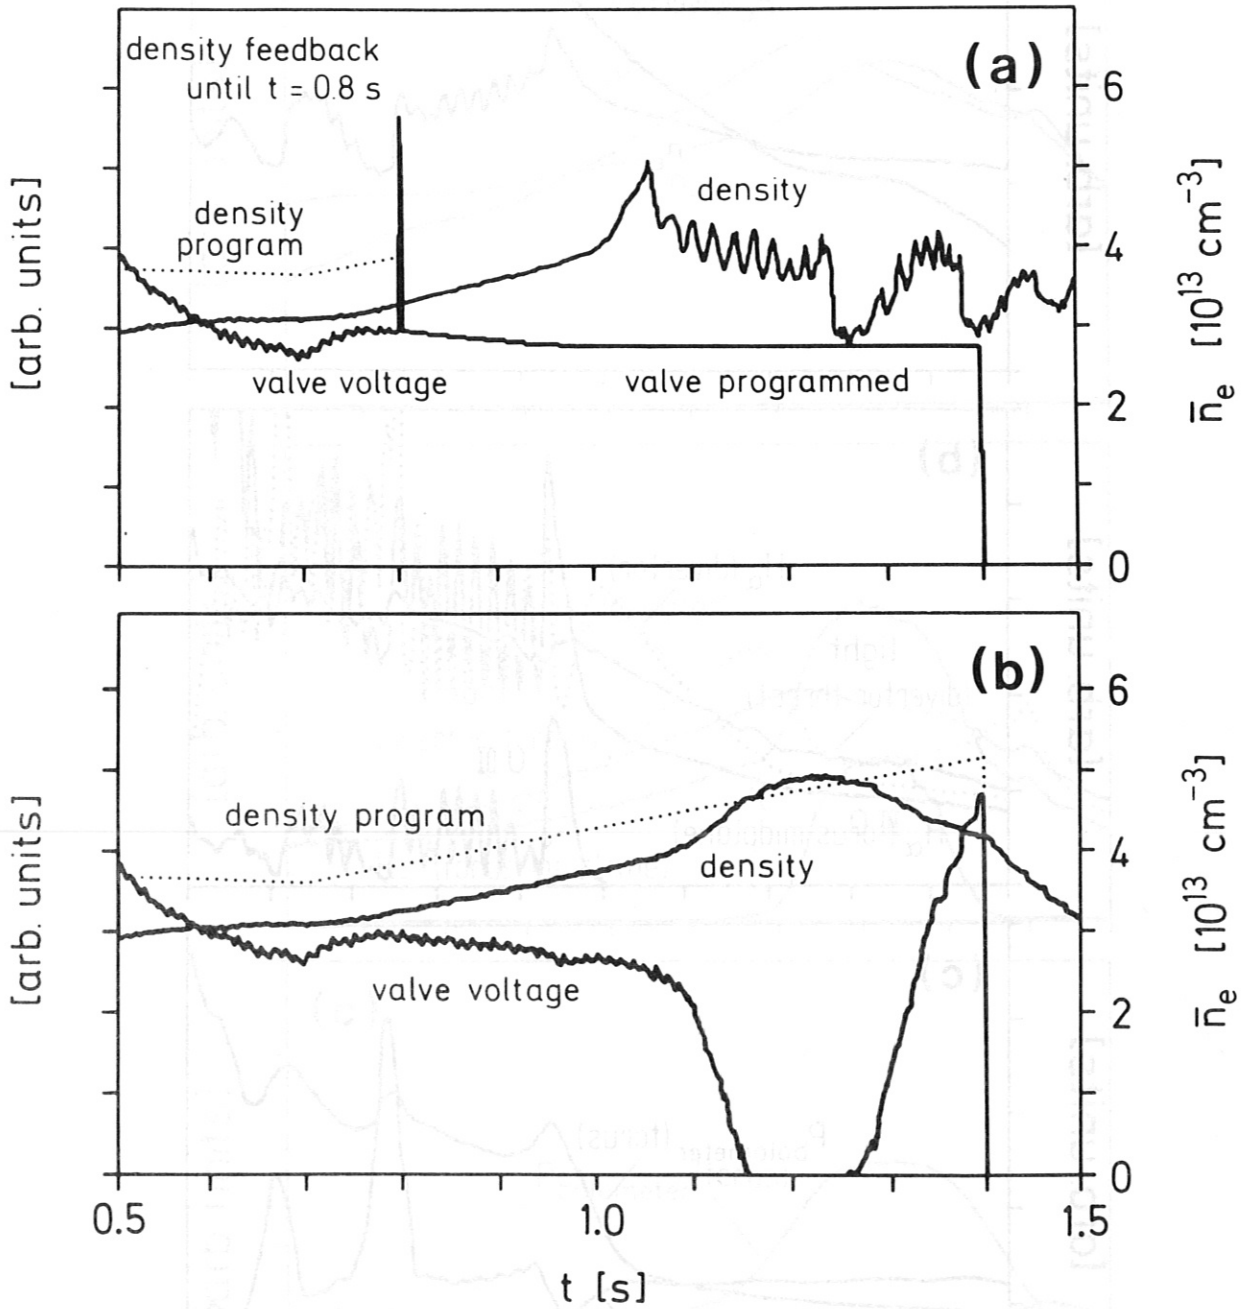 density feedback
until t = 0.8 s
(a)
6
density
program
density
4
[arb. units]
n̅e [10^13 cm^-3]
valve voltage
valve programmed
2
0
(b)
6
density program
density
4
[arb. units]
n̅e [10^13 cm^-3]
valve voltage
2
0
0.5
1.0
1.5
t [s]